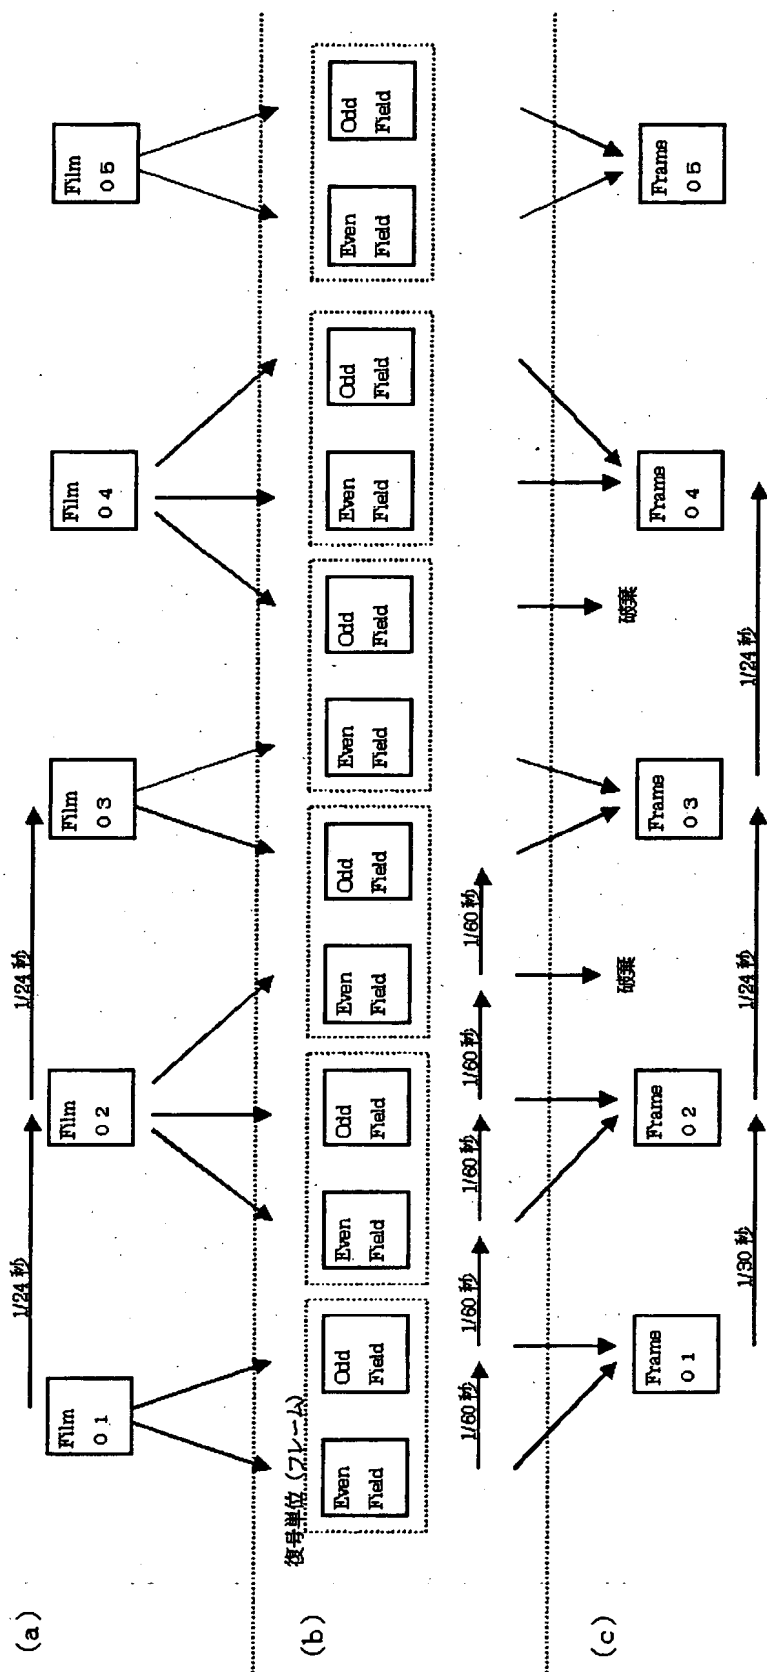 (a)
1/24秒
1/24秒
Film
01
Film
02
Film
03
Film
04
Film
05
(b)
復号単位 (フレーム)
Even
Field
Odd
Field
Even
Field
Odd
Field
Even
Field
Odd
Field
Even
Field
Odd
Field
Even
Field
Odd
Field
Even
Field
Odd
Field
1/60秒
1/60秒
1/60秒
1/60秒
1/60秒
(c)
Frame
01
Frame
02
破棄
Frame
03
破棄
Frame
04
Frame
05
1/30秒
1/24秒
1/24秒